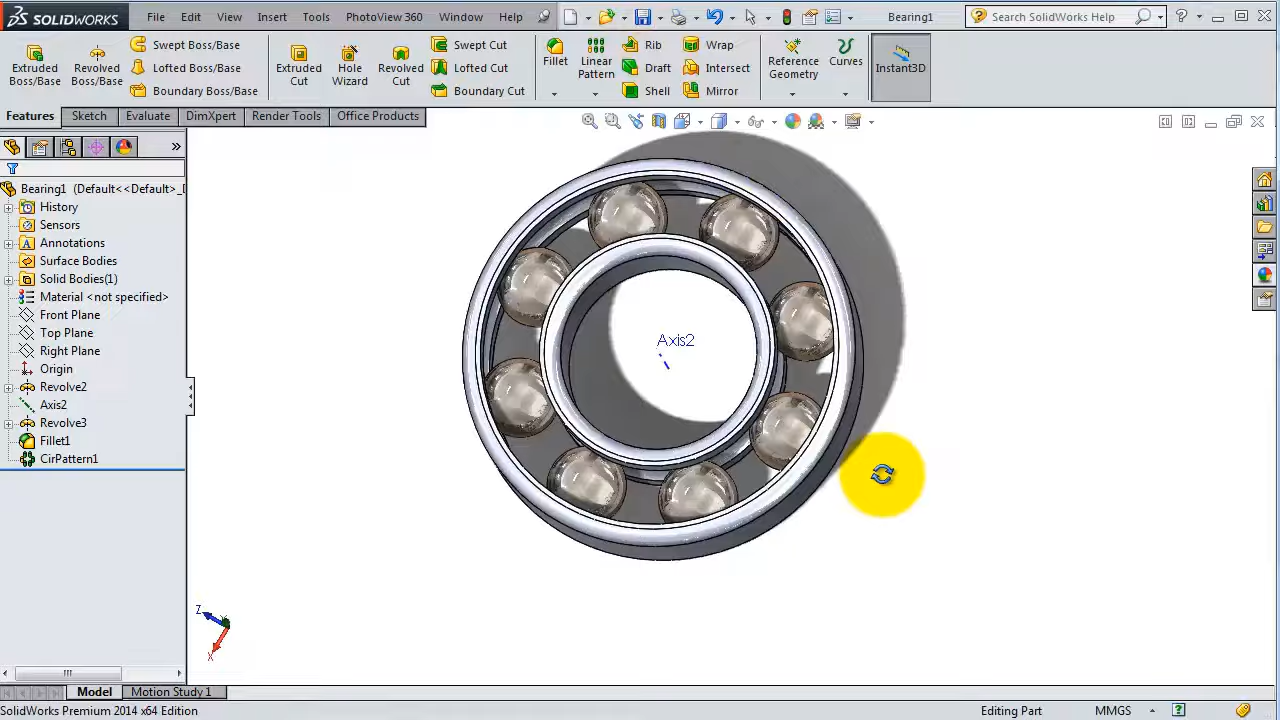 SOLIDWORKS File Edit View Insert Tools PhotoView 360 Window Help Bearing1 Search SolidWorks Help
Extruded Boss/Base
Revolved Boss/Base
Swept Boss/Base
Lofted Boss/Base
Boundary Boss/Base
Extruded Cut
Hole Wizard
Revolved Cut
Swept Cut
Lofted Cut
Boundary Cut
Fillet
Linear Pattern
Rib
Draft
Shell
Wrap
Intersect
Mirror
Reference Geometry
Curves
Instant3D
Features Sketch Evaluate DimXpert Render Tools Office Products
Bearing1 (Default<<Default>_
History
Sensors
Annotations
Surface Bodies
Solid Bodies(1)
Material <not specified>
Front Plane
Top Plane
Right Plane
Origin
Revolve2
Axis2
Revolve3
Fillet1
CirPattern1
Axis2
Z
X
Model Motion Study 1
SolidWorks Premium 2014 x64 Edition Editing Part MMGS